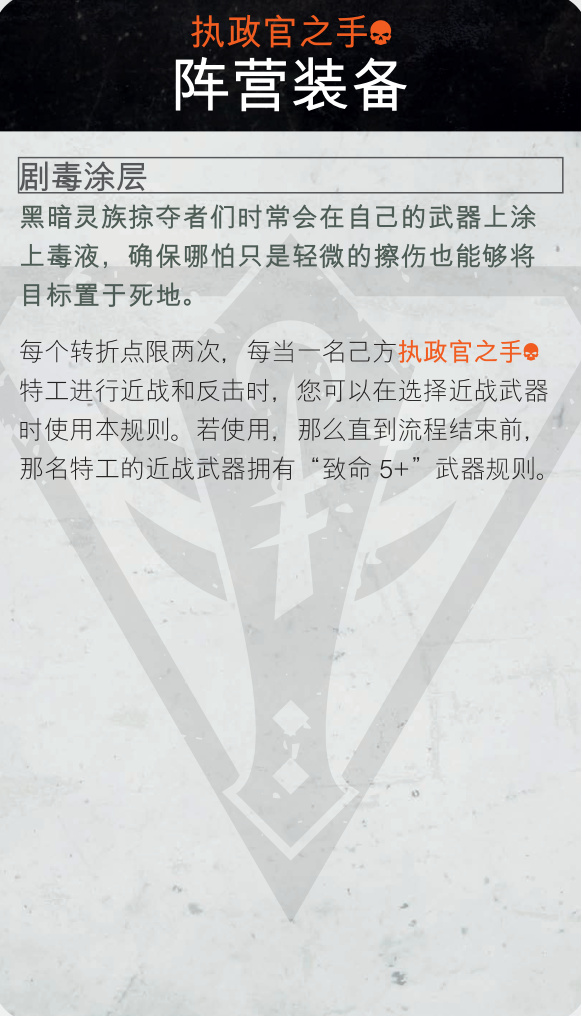 执政官之手
阵营装备
剧毒涂层
黑暗灵族掠夺者们时常会在自己的武器上涂
上毒液，确保哪怕只是轻微的擦伤也能够将
目标置于死地。
每个转折点限两次，每当一名己方执政官之手
特工进行近战和反击时，您可以在选择近战武器
时使用本规则。若使用，那么直到流程结束前，
那名特工的近战武器拥有“致命 5+”武器规则。